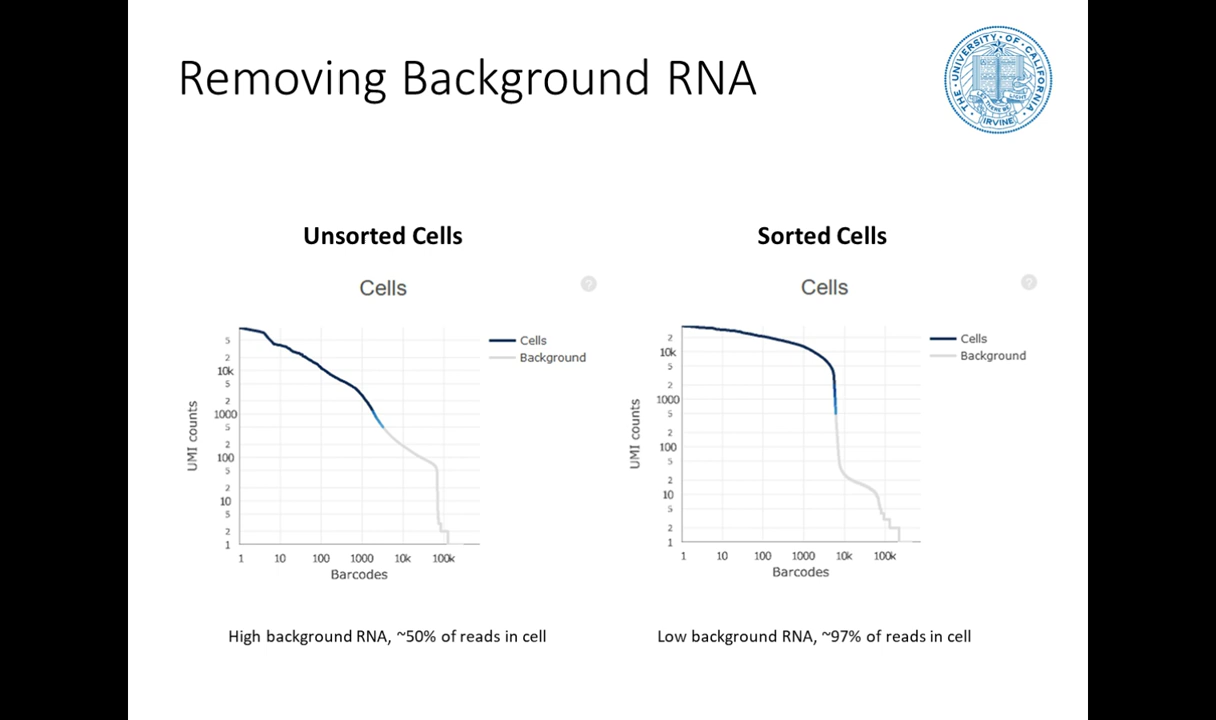 Removing Background RNA
THE · UNIVERSITY · OF · CALIFORNIA
IRVINE
Unsorted Cells
Cells
?
UMI counts
5
2
10k
5
2
1000
5
2
100
5
2
10
5
2
1
1 10 100 1000 10k 100k
Barcodes
Cells
Background
High background RNA, ~50% of reads in cell
Sorted Cells
Cells
?
UMI counts
2
10k
5
2
1000
5
2
100
5
2
10
5
2
1
1 10 100 1000 10k 100k
Barcodes
Cells
Background
Low background RNA, ~97% of reads in cell